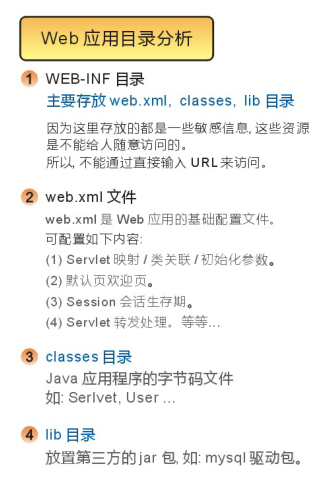 Web 应用目录分析
1 WEB-INF 目录
主要存放 web.xml, classes, lib 目录
因为这里存放的都是一些敏感信息, 这些资源
是不能给人随意访问的。
所以, 不能通过直接输入 URL 来访问。
2 web.xml 文件
web.xml 是 Web 应用的基础配置文件。
可配置如下内容:
(1) Servlet 映射 / 类关联 / 初始化参数。
(2) 默认页欢迎页。
(3) Session 会话生存期。
(4) Servlet 转发处理。等等...
3 classes 目录
Java 应用程序的字节码文件
如: Serlvet, User ...
4 lib 目录
放置第三方的 jar 包, 如: mysql 驱动包。